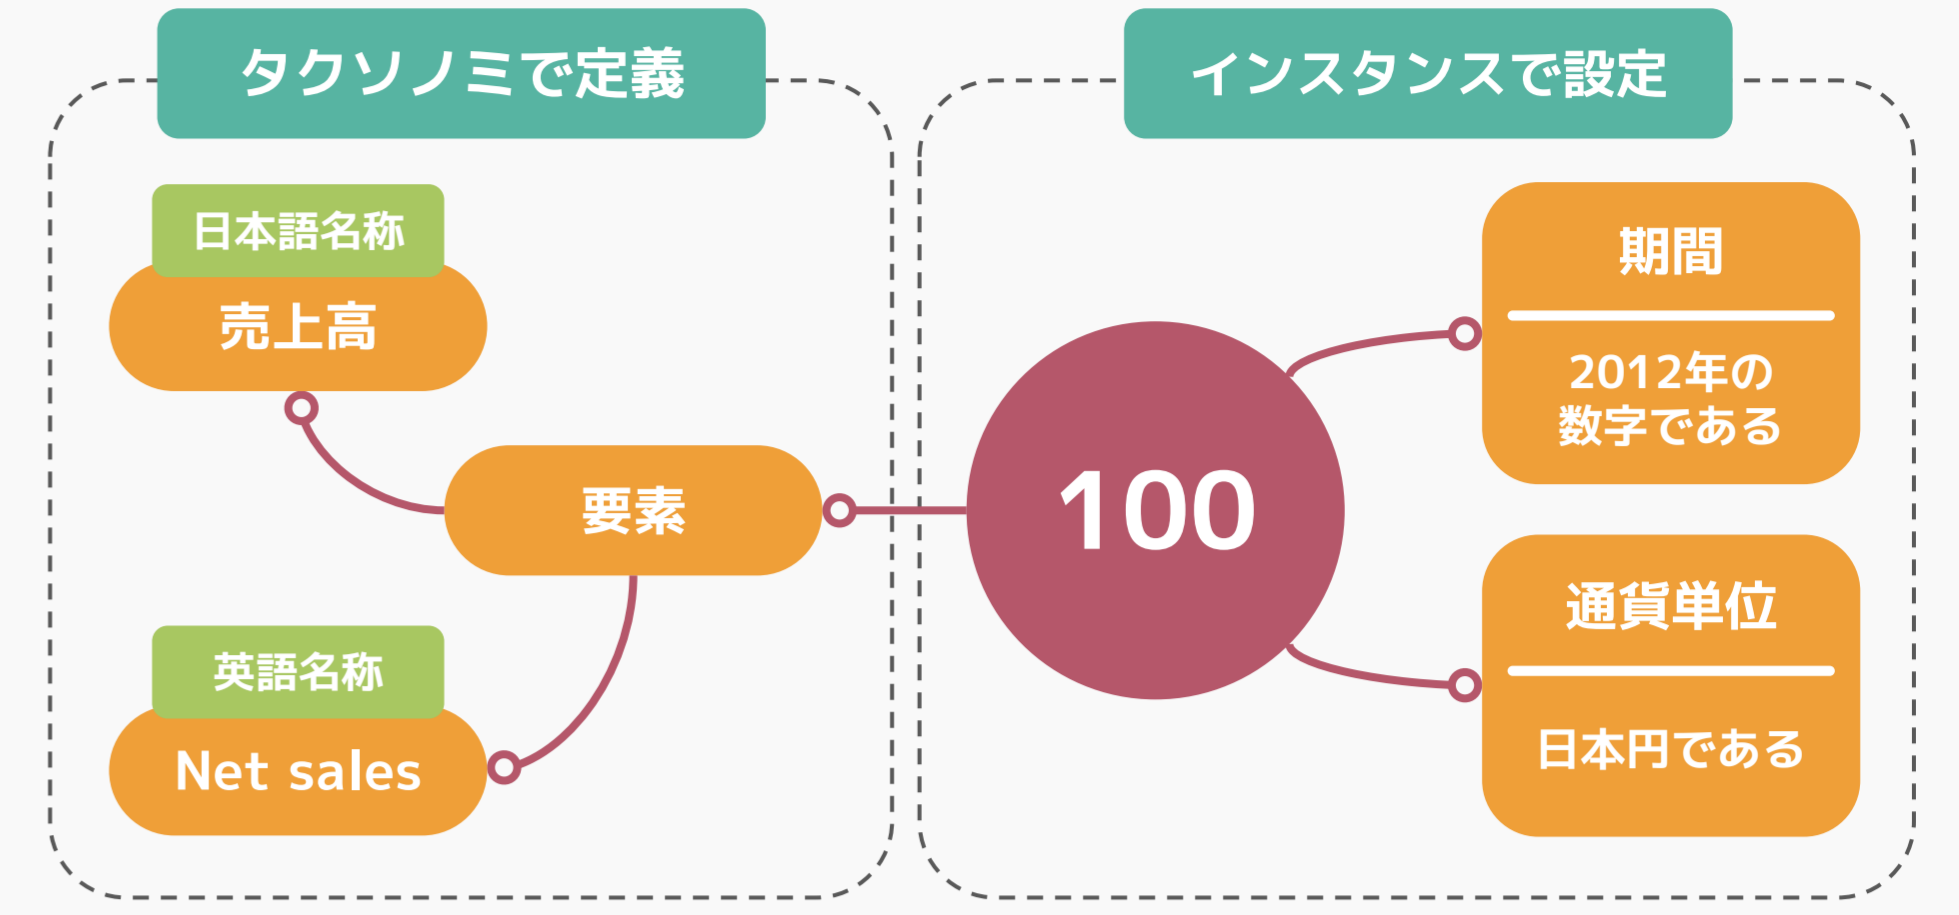 タクソノミで定義
日本語名称
売上高
要素
英語名称
Net sales
インスタンスで設定
100
期間
2012年の
数字である
通貨単位
日本円である